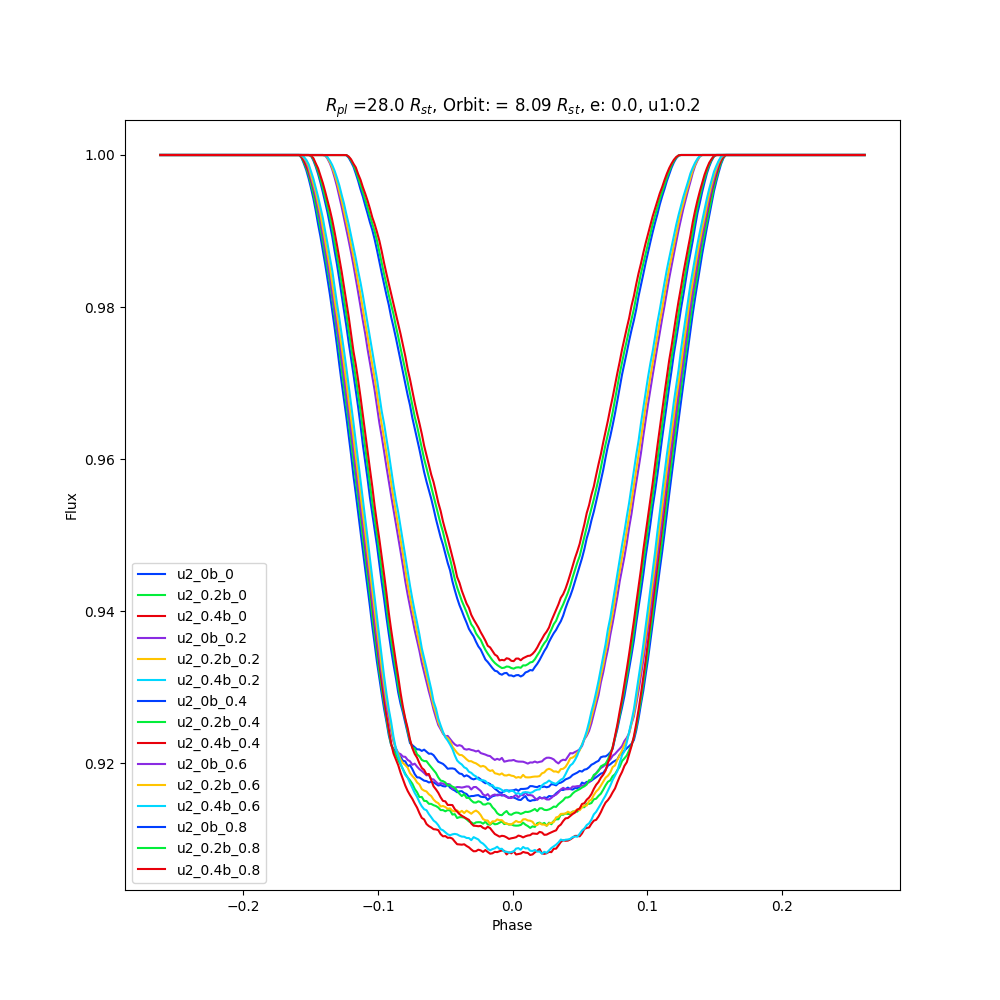 R_pl =28.0 R_st, Orbit: = 8.09 R_st, e: 0.0, u1:0.2
1.00
0.98
0.96
0.94
0.92
Flux
u2_0b_0
u2_0.2b_0
u2_0.4b_0
u2_0b_0.2
u2_0.2b_0.2
u2_0.4b_0.2
u2_0b_0.4
u2_0.2b_0.4
u2_0.4b_0.4
u2_0b_0.6
u2_0.2b_0.6
u2_0.4b_0.6
u2_0b_0.8
u2_0.2b_0.8
u2_0.4b_0.8
−0.2 −0.1 0.0 0.1 0.2
Phase